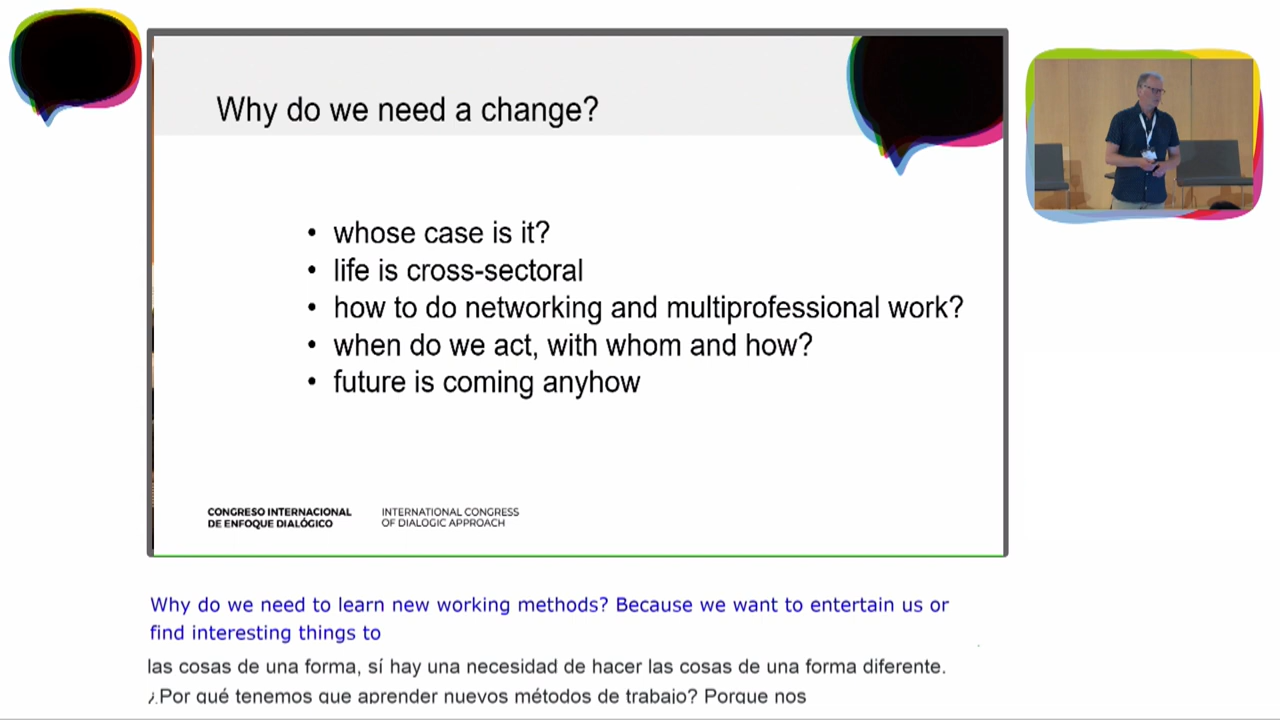 Why do we need a change?
• whose case is it?
• life is cross-sectoral
• how to do networking and multiprofessional work?
• when do we act, with whom and how?
• future is coming anyhow
CONGRESO INTERNACIONAL
DE ENFOQUE DIALÓGICO
INTERNATIONAL CONGRESS
OF DIALOGIC APPROACH
Why do we need to learn new working methods? Because we want to entertain us or
find interesting things to
las cosas de una forma, sí hay una necesidad de hacer las cosas de una forma diferente.
¿Por qué tenemos que aprender nuevos métodos de trabajo? Porque nos